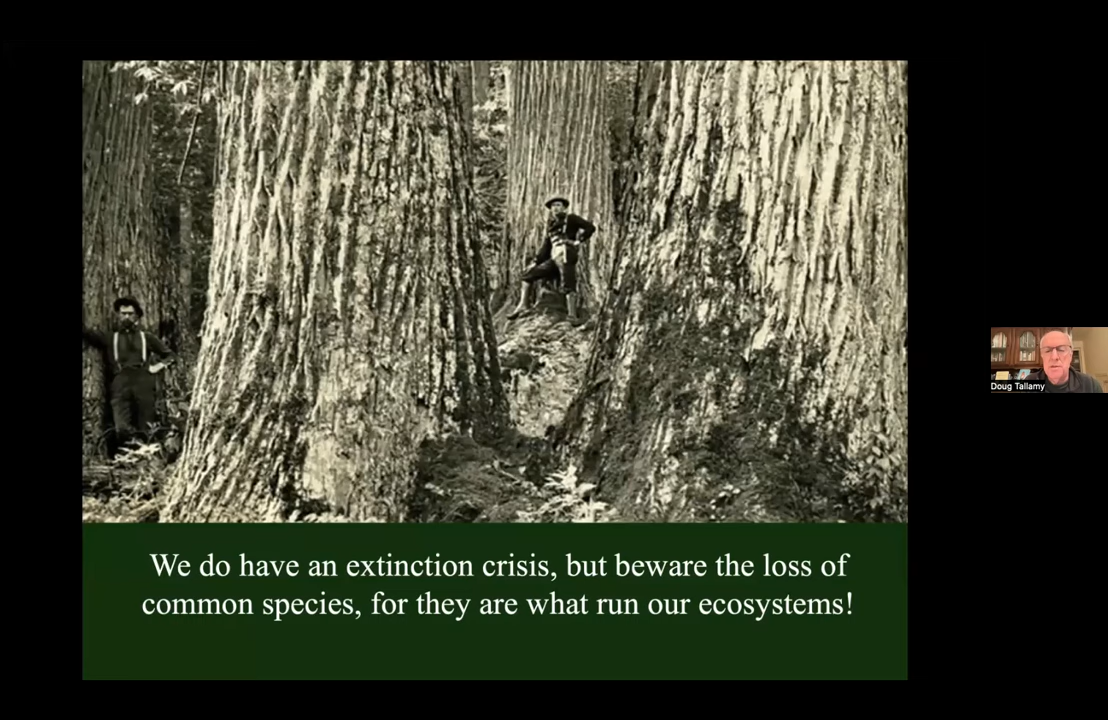 We do have an extinction crisis, but beware the loss of
common species, for they are what run our ecosystems!
Doug Tallamy